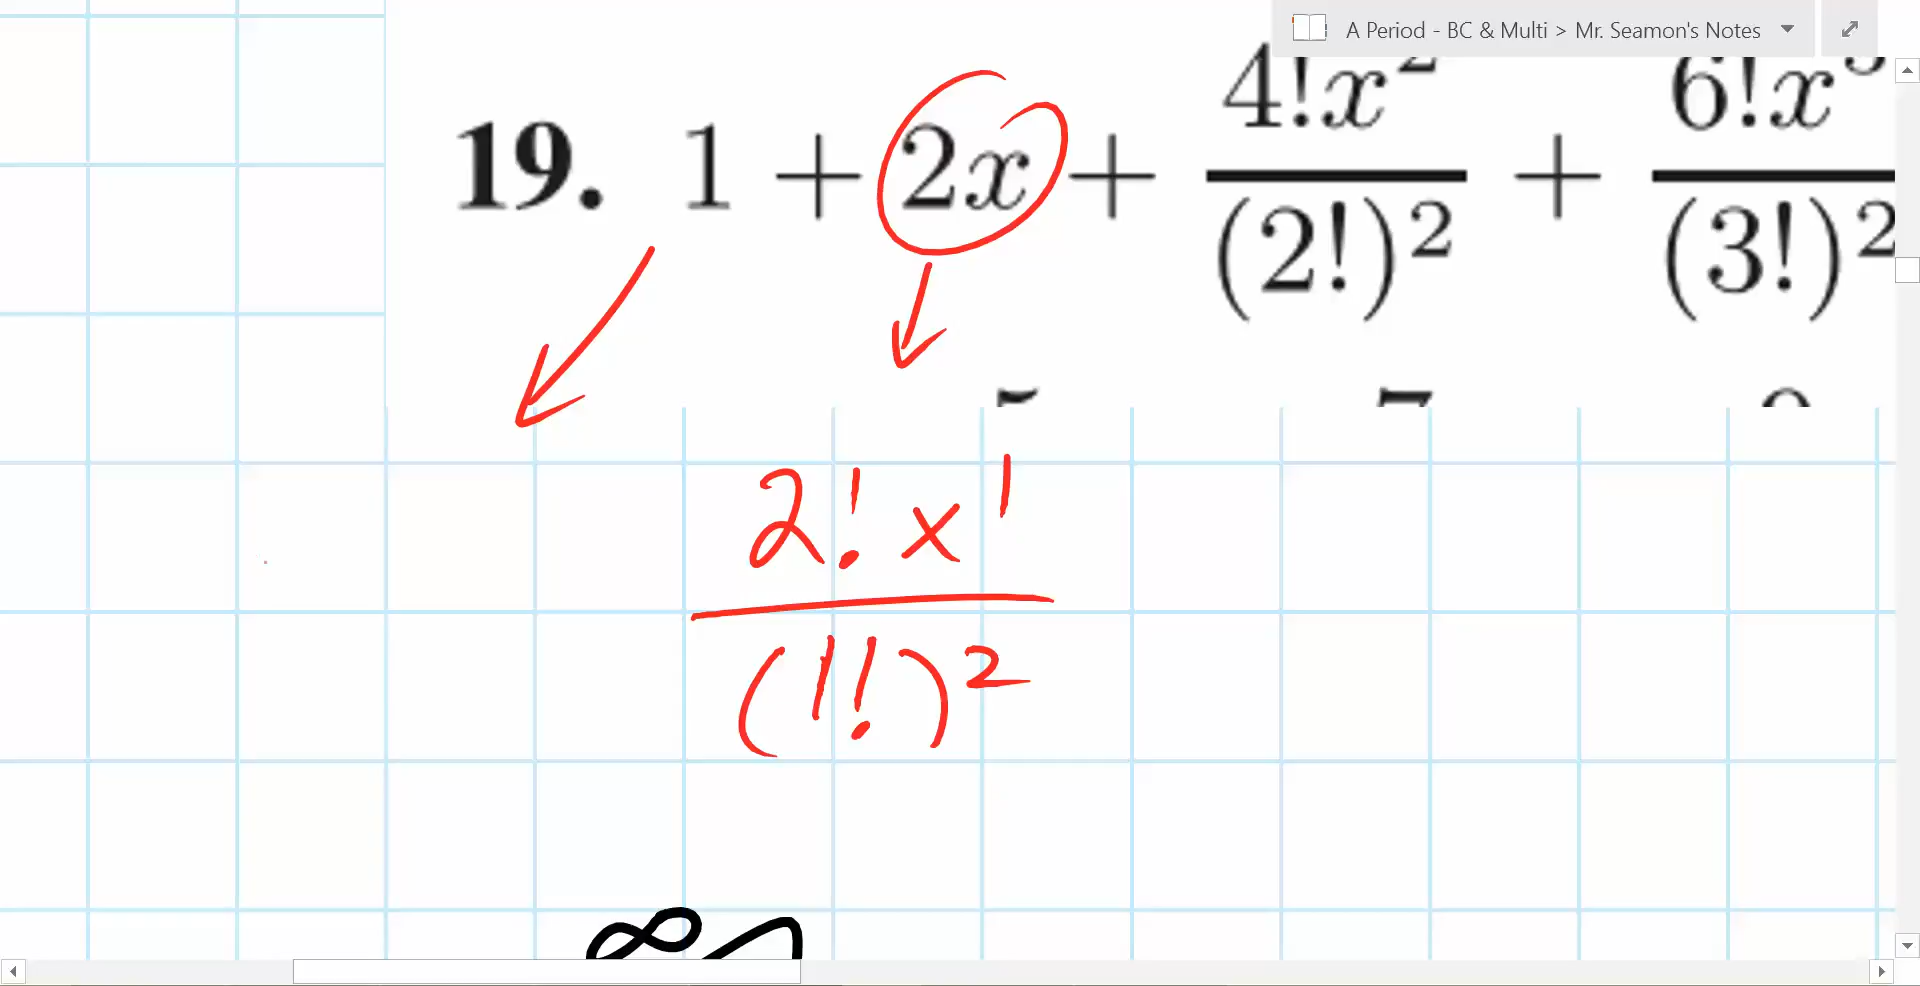 A Period - BC & Multi > Mr. Seamon's Notes
19. 1 + 2x + 4!x^2/(2!)^2 + 6!x^3/(3!)^2
2!x^1/(1!)^2
∞